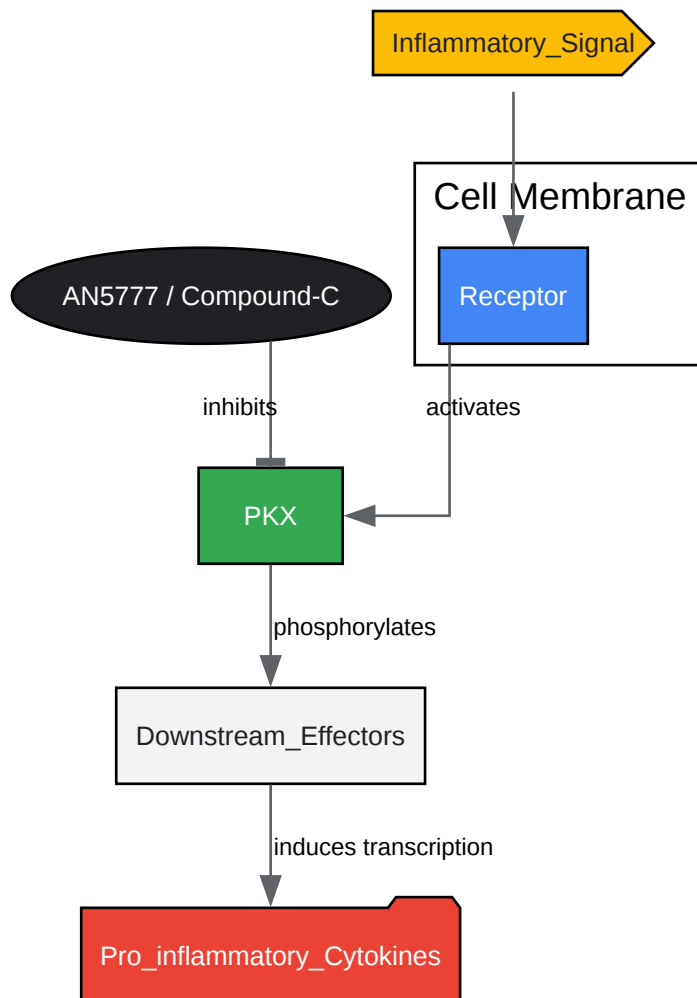 Inflammatory_Signal
Cell Membrane
AN5777 / Compound-C
Receptor
inhibits
activates
PKX
phosphorylates
Downstream_Effectors
induces transcription
Pro_inflammatory_Cytokines